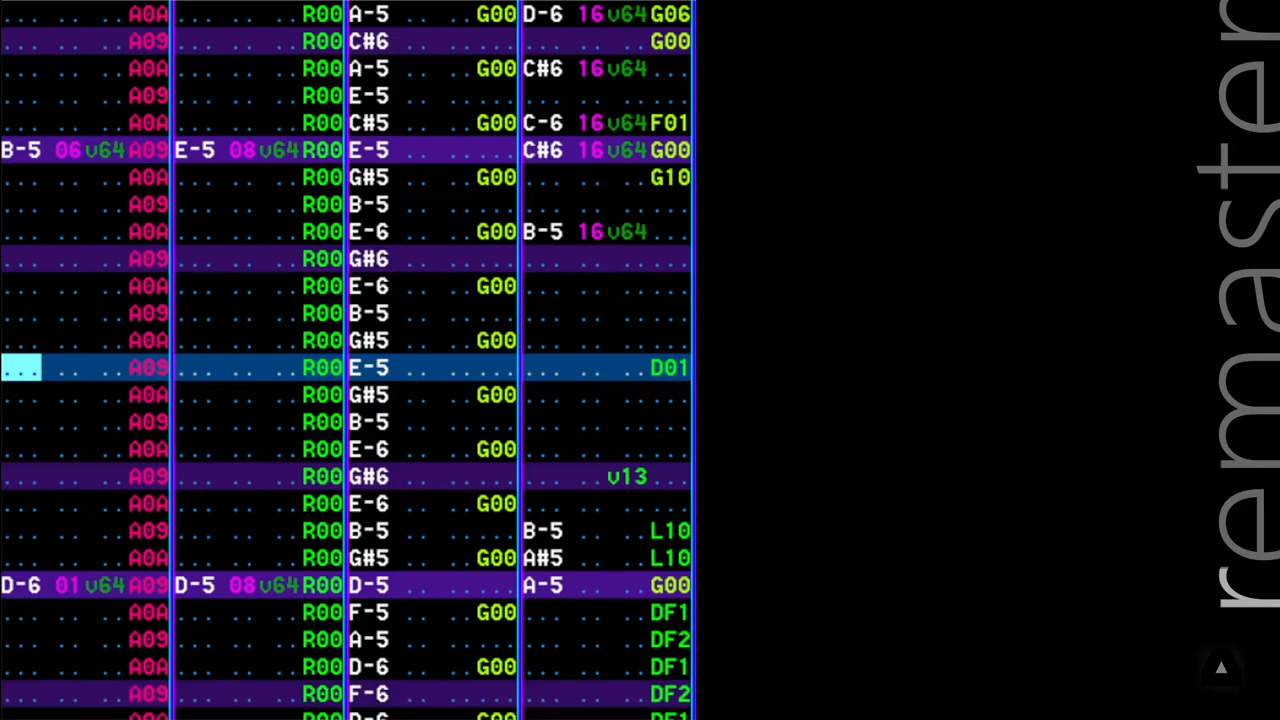 ... .. .. A0A ... .. .. R00 A-5 .. .. G00 D-6 16 v64 G06
... .. .. A09 ... .. .. R00 C#6 .. .. ... ... .. .. G00
... .. .. A0A ... .. .. R00 A-5 .. .. G00 C#6 16 v64 ...
... .. .. A09 ... .. .. R00 E-5 .. .. ... ... .. .. ...
... .. .. A0A ... .. .. R00 C#5 .. .. G00 C-6 16 v64 F01
B-5 06 v64 A09 E-5 08 v64 R00 E-5 .. .. ... C#6 16 v64 G00
... .. .. A0A ... .. .. R00 G#5 .. .. G00 ... .. .. G10
... .. .. A09 ... .. .. R00 B-5 .. .. ... ... .. .. ...
... .. .. A0A ... .. .. R00 E-6 .. .. G00 B-5 16 v64 ...
... .. .. A09 ... .. .. R00 G#6 .. .. ... ... .. .. ...
... .. .. A0A ... .. .. R00 E-6 .. .. G00 ... .. .. ...
... .. .. A09 ... .. .. R00 B-5 .. .. ... ... .. .. ...
... .. .. A0A ... .. .. R00 G#5 .. .. G00 ... .. .. ...
... .. .. A09 ... .. .. R00 E-5 .. .. ... ... .. .. D01
... .. .. A0A ... .. .. R00 G#5 .. .. G00 ... .. .. ...
... .. .. A09 ... .. .. R00 B-5 .. .. ... ... .. .. ...
... .. .. A0A ... .. .. R00 E-6 .. .. G00 ... .. .. ...
... .. .. A09 ... .. .. R00 G#6 .. .. ... ... .. v13 ...
... .. .. A0A ... .. .. R00 E-6 .. .. G00 ... .. .. ...
... .. .. A09 ... .. .. R00 B-5 .. .. ... B-5 .. .. L10
... .. .. A0A ... .. .. R00 G#5 .. .. G00 A#5 .. .. L10
D-6 01 v64 A09 D-5 08 v64 R00 D-5 .. .. ... A-5 .. .. G00
... .. .. A0A ... .. .. R00 F-5 .. .. G00 ... .. .. DF1
... .. .. A09 ... .. .. R00 A-5 .. .. ... ... .. .. DF2
... .. .. A0A ... .. .. R00 D-6 .. .. G00 ... .. .. DF1
... .. .. A09 ... .. .. R00 F-6 .. .. ... ... .. .. DF2
remaster